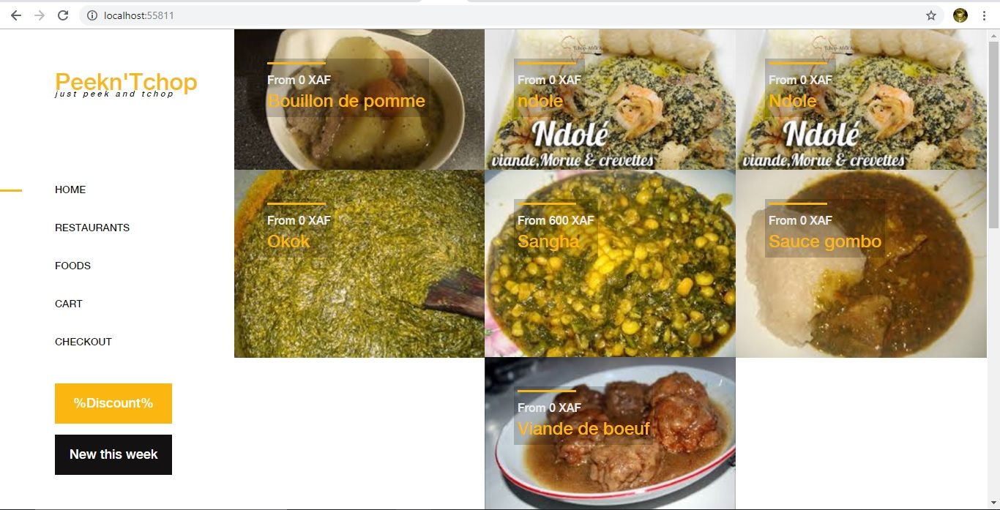 localhost:55811
Peekn'Tchop
just peek and tchop
HOME
RESTAURANTS
FOODS
CART
CHECKOUT
%Discount%
New this week
From 0 XAF
Bouillon de pomme
From 0 XAF
ndole
Ndolé
viande,Morue & crevettes
From 0 XAF
Ndole
Ndolé
viande,Morue & crevettes
From 0 XAF
Okok
From 600 XAF
Sangha
From 0 XAF
Sauce gombo
From 0 XAF
Viande de boeuf